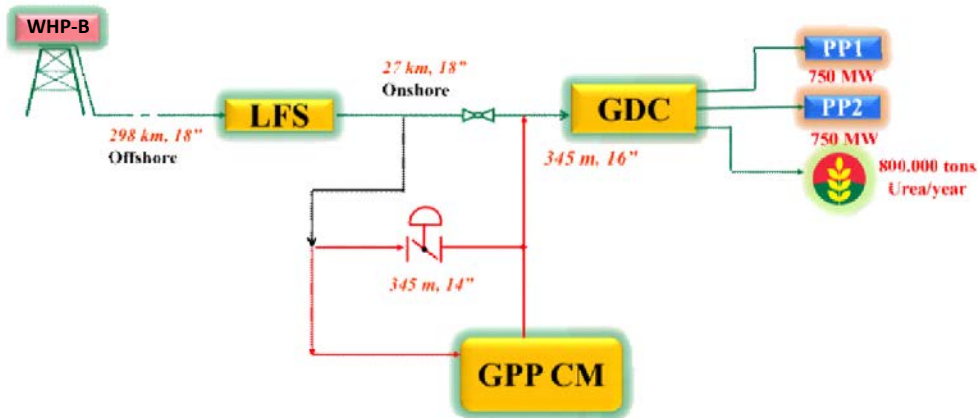 WHP-B
298 km, 18”
Offshore
LFS
27 km, 18”
Onshore
GDC
345 m, 16”
PP1
750 MW
PP2
750 MW
800.000 tons
Urea/year
345 m, 14”
GPP CM